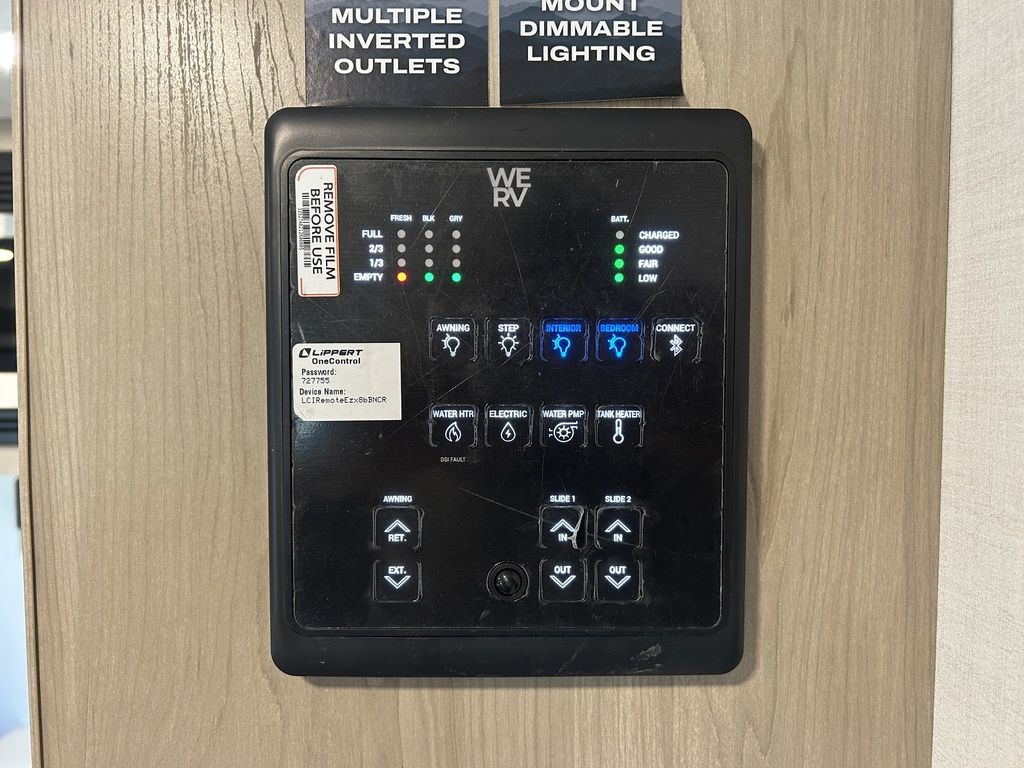 MULTIPLE
INVERTED
OUTLETS
MOUNT
DIMMABLE
LIGHTING
WE
RV
REMOVE FILM
BEFORE USE
FRESH BLK GRY
FULL
2/3
1/3
EMPTY
BATT.
CHARGED
GOOD
FAIR
LOW
AWNING STEP INTERIOR BEDROOM CONNECT
LIPPERT
OneControl
Password:
727755
Device Name:
LCIRemoteEzx8bBNCR
WATER HTR ELECTRIC WATER PMP TANK HEATER
DSI FAULT
AWNING SLIDE 1 SLIDE 2
RET. IN IN
EXT. OUT OUT